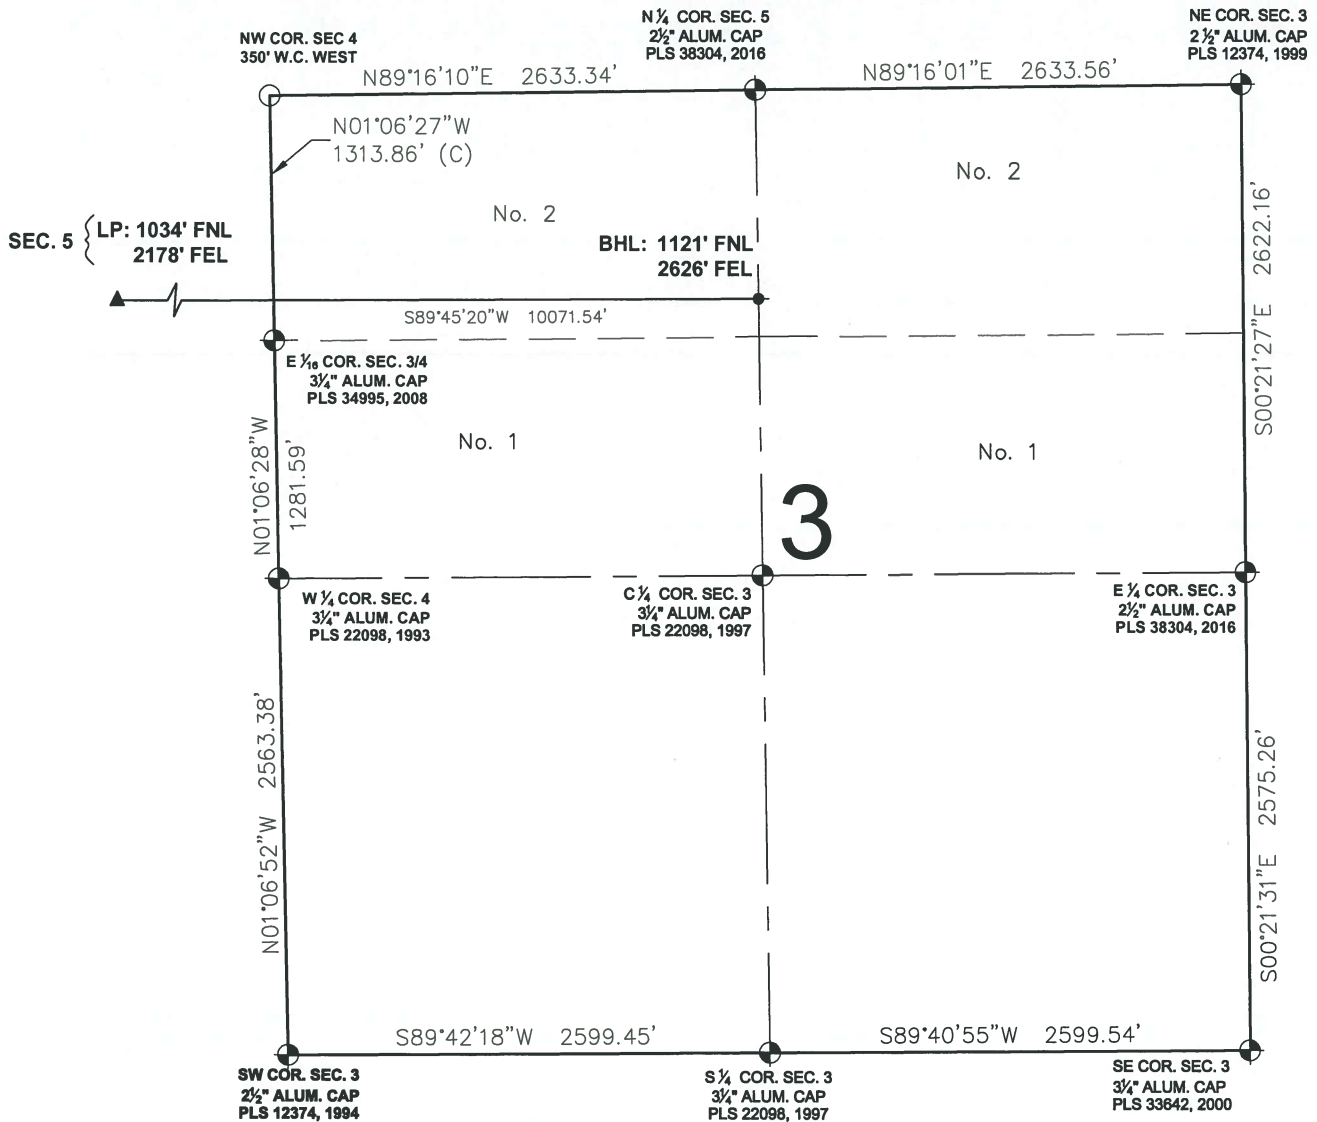 NW COR. SEC 4
350' W.C. WEST
N ¼ COR. SEC. 5
2½" ALUM. CAP
PLS 38304, 2016
NE COR. SEC. 3
2 ½" ALUM. CAP
PLS 12374, 1999
N89°16'10"E 2633.34'
N89°16'01"E 2633.56'
N01°06'27"W
1313.86' (C)
No. 2
No. 2
SEC. 5 { LP: 1034' FNL
2178' FEL
BHL: 1121' FNL
2626' FEL
S89°45'20"W 10071.54'
S00°21'27"E 2622.16'
E 1⁄16 COR. SEC. 3/4
3¼" ALUM. CAP
PLS 34995, 2008
N01°06'28"W
1281.59'
No. 1
No. 1
3
W ¼ COR. SEC. 4
3¼" ALUM. CAP
PLS 22098, 1993
C ¼ COR. SEC. 3
3¼" ALUM. CAP
PLS 22098, 1997
E ¼ COR. SEC. 3
2½" ALUM. CAP
PLS 38304, 2016
N01°06'52"W 2563.38'
S00°21'31"E 2575.26'
S89°42'18"W 2599.45'
S89°40'55"W 2599.54'
SW COR. SEC. 3
2½" ALUM. CAP
PLS 12374, 1994
S ¼ COR. SEC. 3
3¼" ALUM. CAP
PLS 22098, 1997
SE COR. SEC. 3
3¼" ALUM. CAP
PLS 33642, 2000